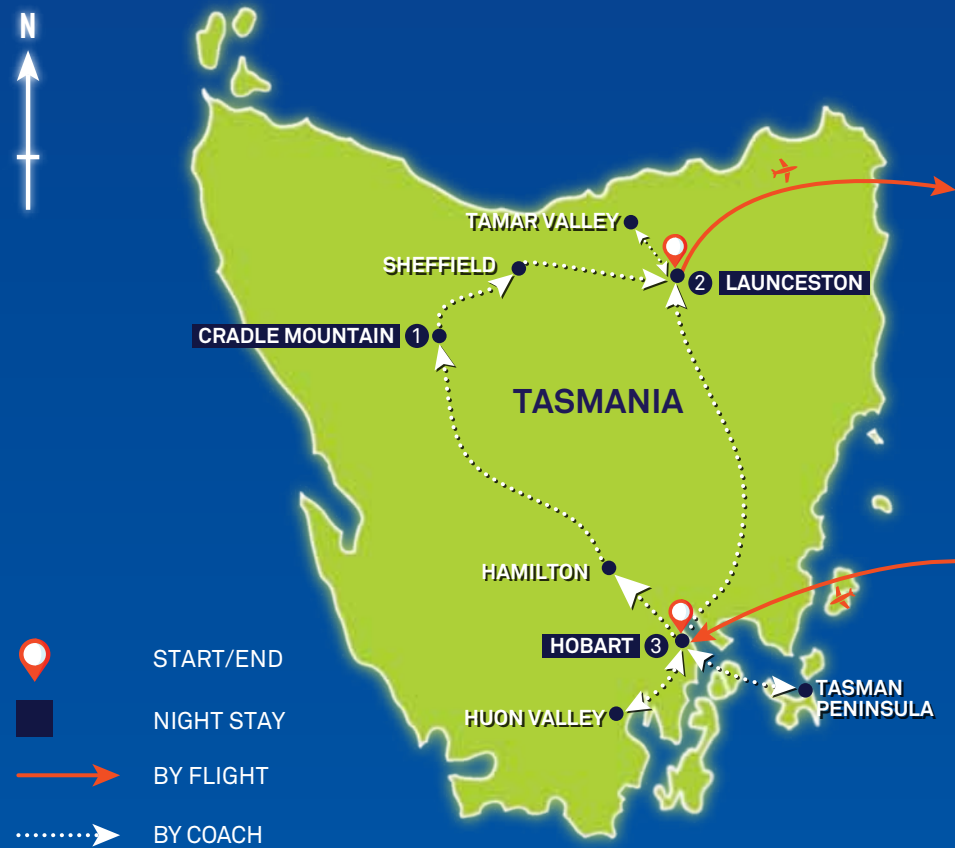 N
TAMAR VALLEY
SHEFFIELD
2 LAUNCESTON
CRADLE MOUNTAIN 1
TASMANIA
HAMILTON
HOBART 3
START/END
TASMAN
PENINSULA
HUON VALLEY
NIGHT STAY
BY FLIGHT
BY COACH